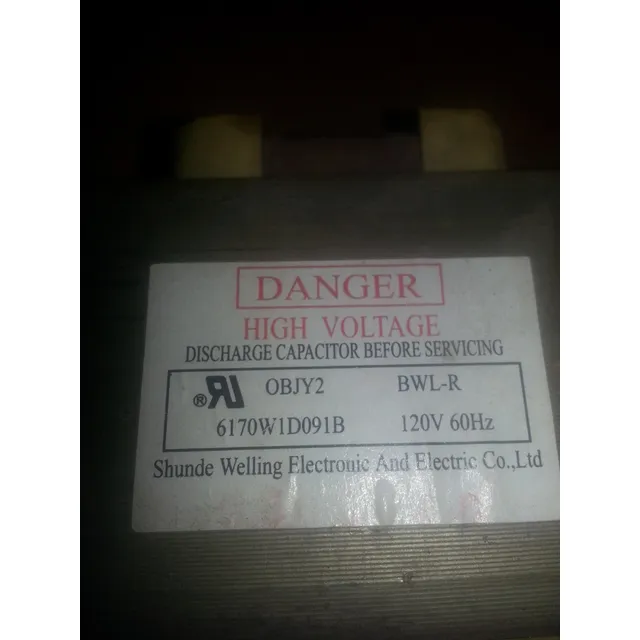 DANGER
HIGH VOLTAGE
DISCHARGE CAPACITOR BEFORE SERVICING
® RU OBJY2 BWL-R
6170W1D091B 120V 60Hz
Shunde Welling Electronic And Electric Co.,Ltd